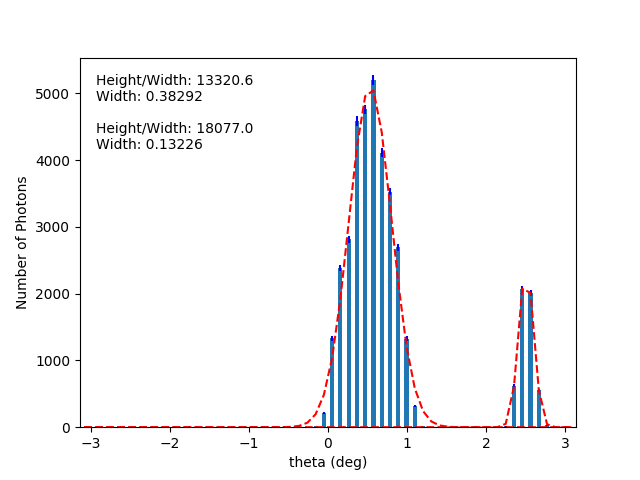 Height/Width: 13320.6
Width: 0.38292
Height/Width: 18077.0
Width: 0.13226
Number of Photons
5000
4000
3000
2000
1000
0
−3
−2
−1
0
1
2
3
theta (deg)